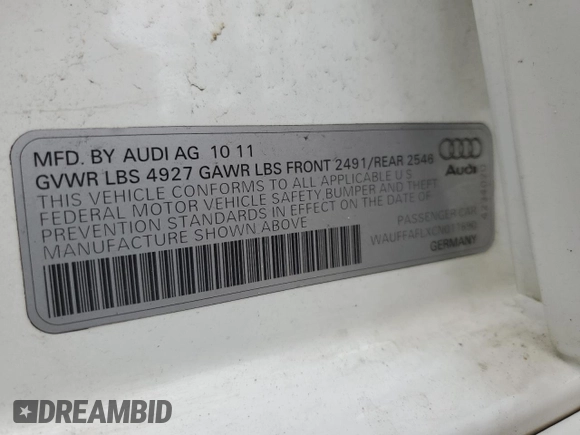 MFD. BY AUDI AG 10 11
GVWR LBS 4927 GAWR LBS FRONT 2491/REAR 2546
THIS VEHICLE CONFORMS TO ALL APPLICABLE U S
FEDERAL MOTOR VEHICLE SAFETY, BUMPER AND THEFT
PREVENTION STANDARDS IN EFFECT ON THE DATE OF
MANUFACTURE SHOWN ABOVE
Audi
PASSENGER CAR
GERMANY
DREAMBID